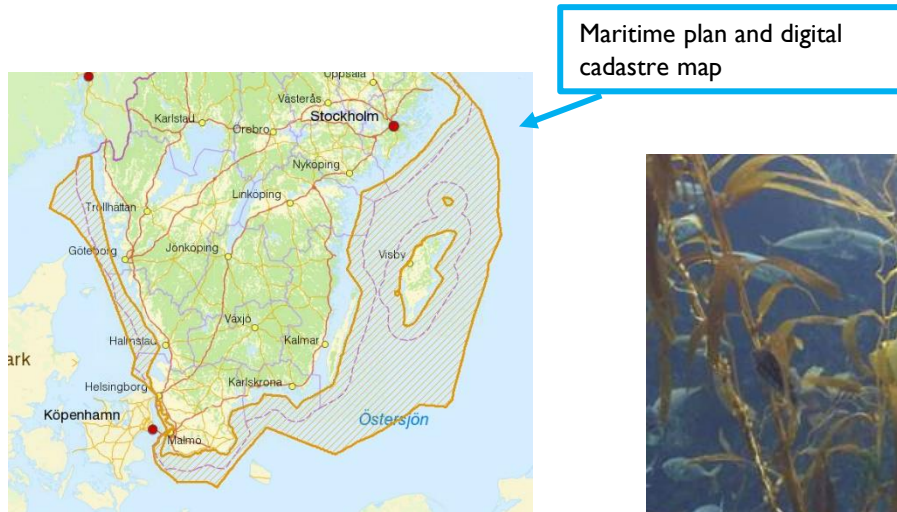 Maritime plan and digital
cadastre map
Uppsala
Västerås
Karlstad
Örebro
Stockholm
Nyköping
Linköping
Trollhättan
Göteborg
Jönköping
Visby
Växjö
Halmstad
Kalmar
ark
Helsingborg
Karlskrona
Köpenhamn
Östersjön
Malmö